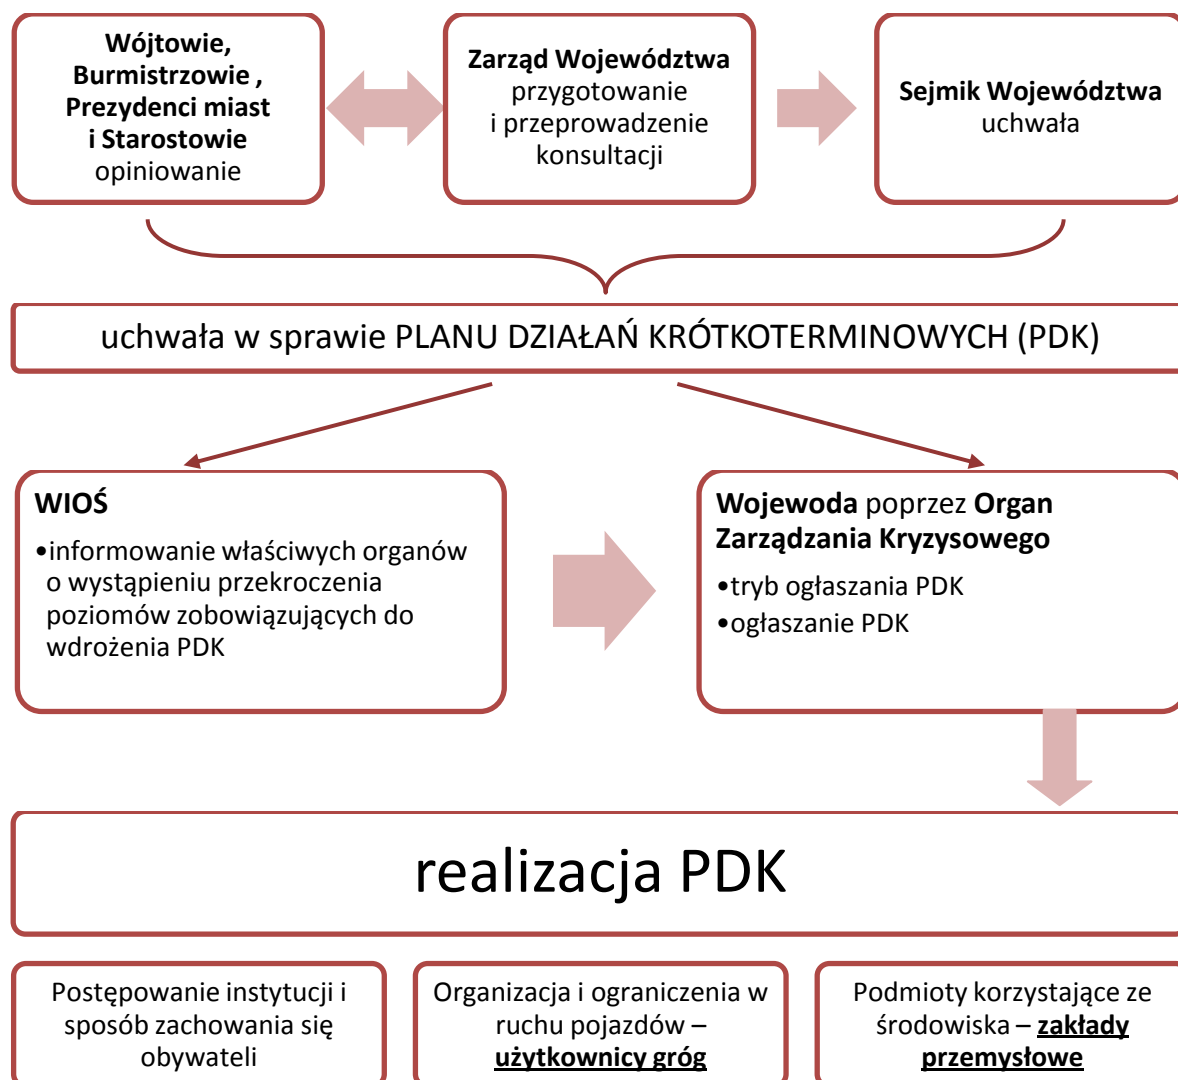 Wójtowie,
Burmistrzowie ,
Prezydenci miast
i Starostowie
opiniowanie
Zarząd Województwa
przygotowanie
i przeprowadzenie
konsultacji
Sejmik Województwa
uchwała
uchwała w sprawie PLANU DZIAŁAŃ KRÓTKOTERMINOWYCH (PDK)
WIOŚ
•informowanie właściwych organów
o wystąpieniu przekroczenia
poziomów zobowiązujących do
wdrożenia PDK
Wojewoda poprzez Organ
Zarządzania Kryzysowego
•tryb ogłaszania PDK
•ogłaszanie PDK
realizacja PDK
Postępowanie instytucji i
sposób zachowania się
obywateli
Organizacja i ograniczenia w
ruchu pojazdów –
użytkownicy gróg
Podmioty korzystające ze
środowiska – zakłady
przemysłowe